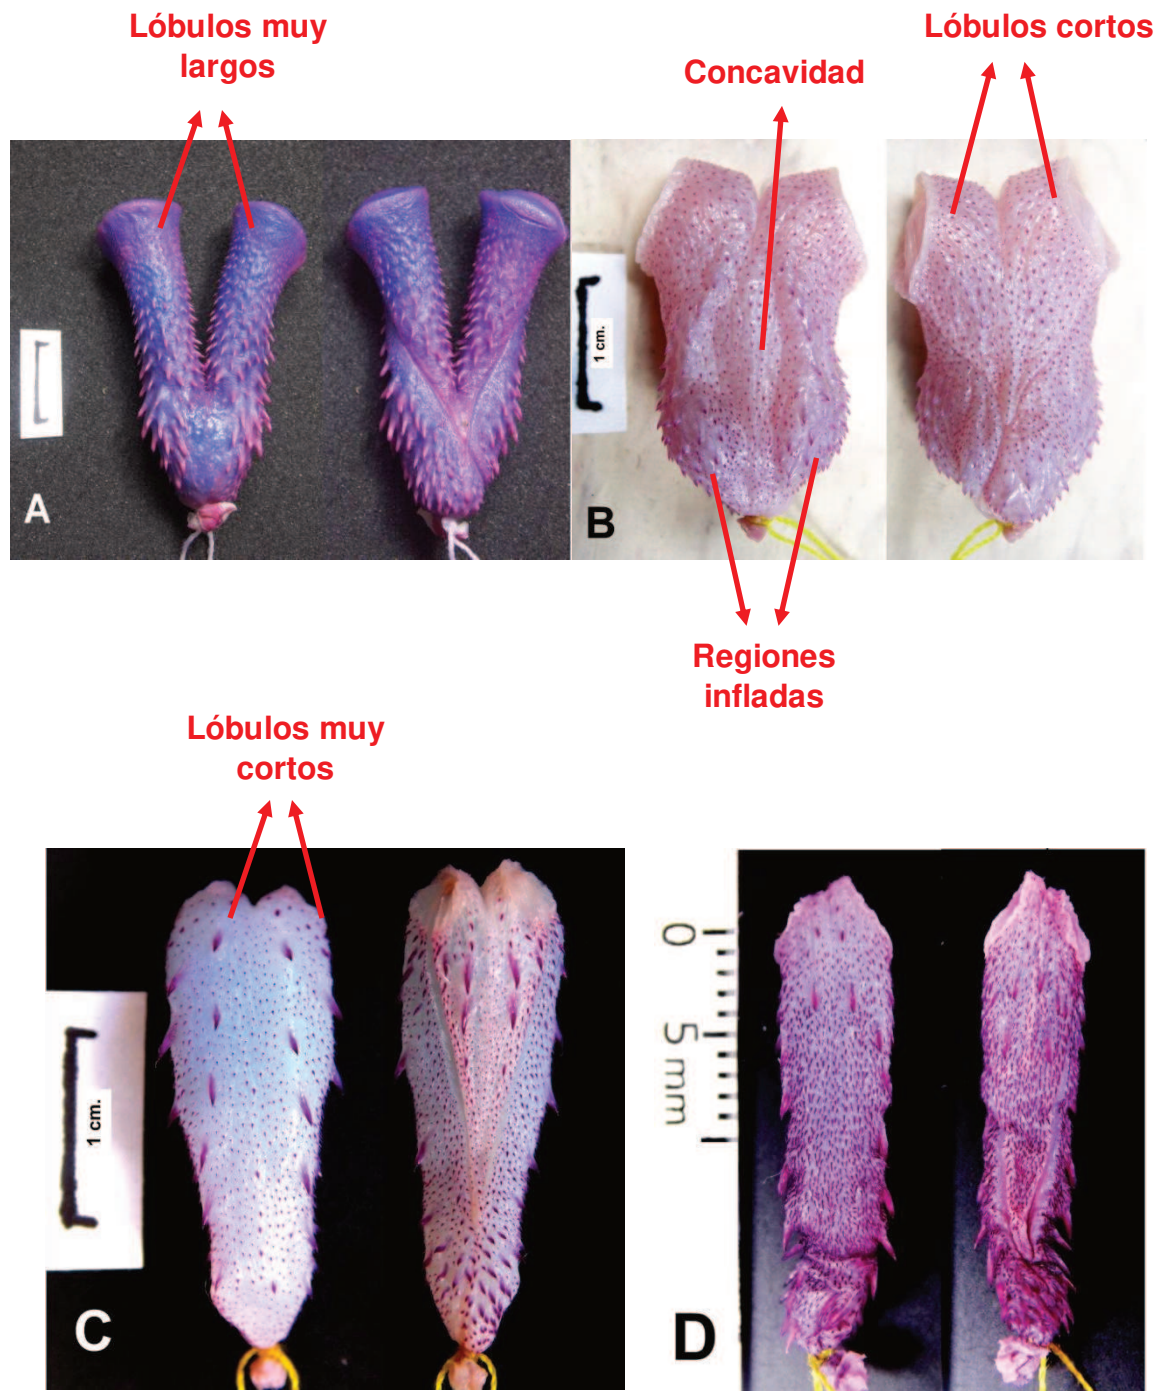 Lóbulos muy
largos
Concavidad
Lóbulos cortos
A
1 cm.
B
Regiones
infladas
Lóbulos muy
cortos
1 cm.
C
0
5 mm
D